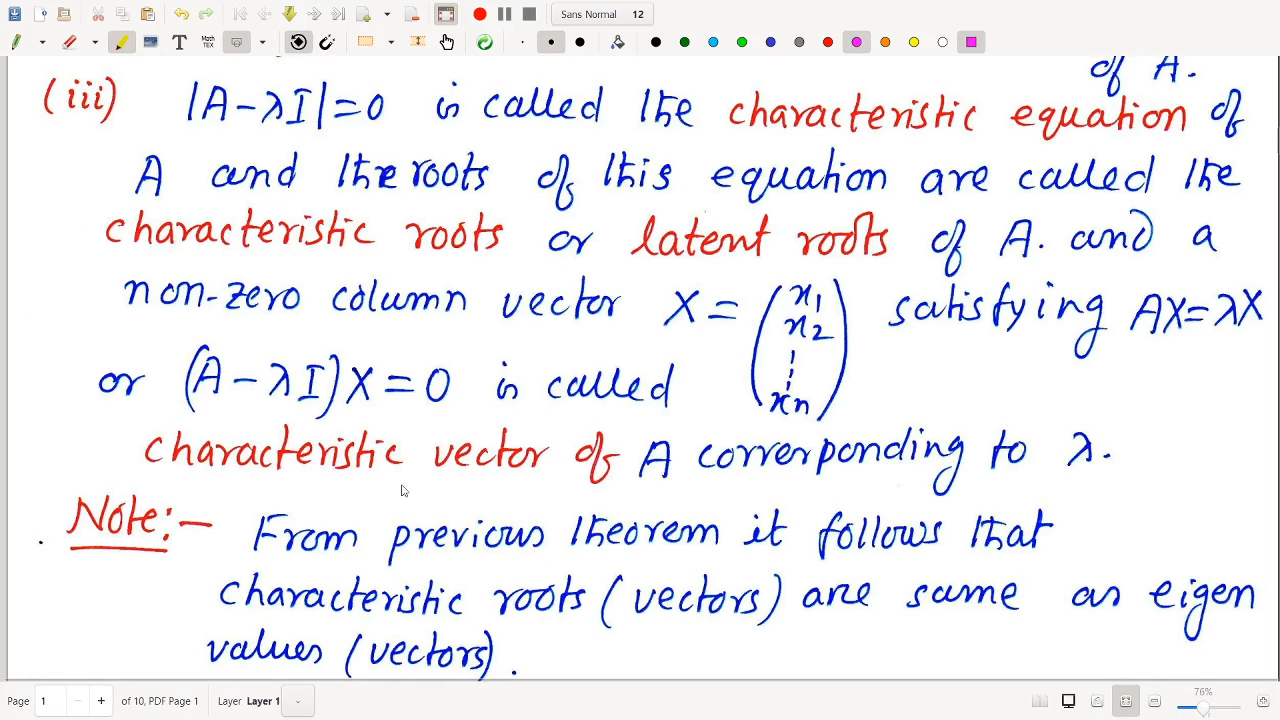 Sans Normal 12
MATH TEX
of A.
(iii) |A-λI|=0 is called the characteristic equation of
A and the roots of this equation are called the
characteristic roots or latent roots of A. and a
non-zero column vector X = (x1 x2 ⋮ xn) satisfying AX=λX
or (A-λI)X=0 is called
characteristic vector of A corresponding to λ.
Note:- From previous theorem it follows that
characteristic roots (vectors) are same as eigen
values (vectors).
Page 1 of 10, PDF Page 1 Layer Layer 1 76%